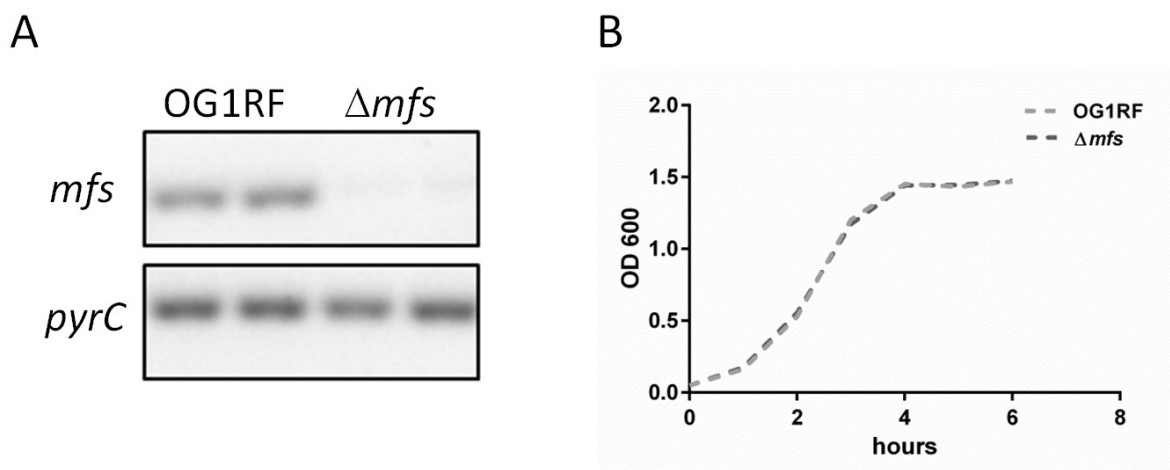 A
OG1RF Δmfs
mfs
pyrC
B
2.0
1.5
1.0
0.5
0.0
OD 600
0 2 4 6 8
hours
OG1RF
Δmfs